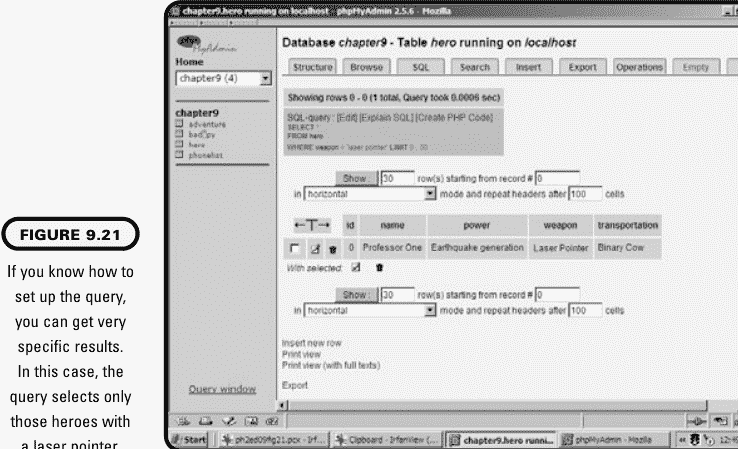 chapter9.hero running on localhost - phpMyAdmin 2.5.6 - Mozilla
php
MyAdmin
Home
chapter9 (4)
chapter9
adventure
hero
phonelist
Query window
Database chapter9 - Table hero running on localhost
Structure Browse SQL Search Insert Export Operations Empty
Showing rows 0 - 0 (1 total, Query took 0.0006 sec)
SQL-query : [Edit] [Explain SQL] [Create PHP Code]
SELECT *
FROM hero
WHERE weapon = 'laser pointer' LIMIT 0 , 30
Show : 30 row(s) starting from record # 0
in horizontal mode and repeat headers after 100 cells
←T→ id name power weapon transportation
0 Professor One Earthquake generation Laser Pointer Binary Cow
With selected:
Show : 30 row(s) starting from record # 0
in horizontal mode and repeat headers after 100 cells
Insert new row
Print view
Print view (with full texts)
Export
Start ph2ed09fig21.pcx - Irf... Clipboard - IrfanView (... chapter9.hero runni... phpMyAdmin - Mozilla
FIGURE 9.21
If you know how to
set up the query,
you can get very
specific results.
In this case, the
query selects only
those heroes with
a laser pointer